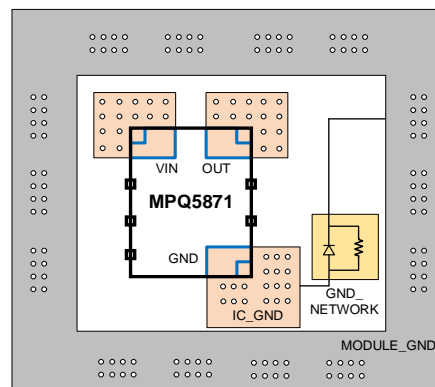 VIN
OUT
MPQ5871
GND
IC_GND
GND_
NETWORK
MODULE_GND